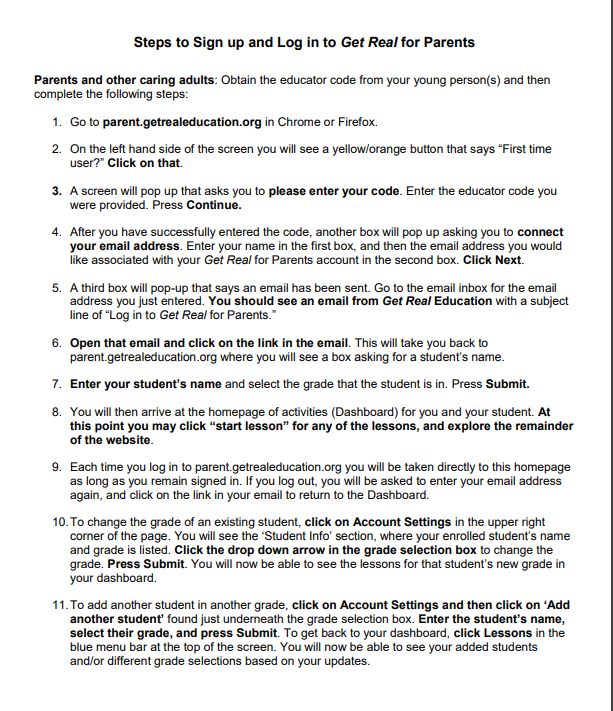 Steps to Sign up and Log in to Get Real for Parents
Parents and other caring adults: Obtain the educator code from your young person(s) and then
complete the following steps:
1. Go to parent.getrealeducation.org in Chrome or Firefox.
2. On the left hand side of the screen you will see a yellow/orange button that says “First time
user?” Click on that.
3. A screen will pop up that asks you to please enter your code. Enter the educator code you
were provided. Press Continue.
4. After you have successfully entered the code, another box will pop up asking you to connect
your email address. Enter your name in the first box, and then the email address you would
like associated with your Get Real for Parents account in the second box. Click Next.
5. A third box will pop-up that says an email has been sent. Go to the email inbox for the email
address you just entered. You should see an email from Get Real Education with a subject
line of “Log in to Get Real for Parents.”
6. Open that email and click on the link in the email. This will take you back to
parent.getrealeducation.org where you will see a box asking for a student’s name.
7. Enter your student’s name and select the grade that the student is in. Press Submit.
8. You will then arrive at the homepage of activities (Dashboard) for you and your student. At
this point you may click “start lesson” for any of the lessons, and explore the remainder
of the website.
9. Each time you log in to parent.getrealeducation.org you will be taken directly to this homepage
as long as you remain signed in. If you log out, you will be asked to enter your email address
again, and click on the link in your email to return to the Dashboard.
10. To change the grade of an existing student, click on Account Settings in the upper right
corner of the page. You will see the ‘Student Info’ section, where your enrolled student’s name
and grade is listed. Click the drop down arrow in the grade selection box to change the
grade. Press Submit. You will now be able to see the lessons for that student’s new grade in
your dashboard.
11. To add another student in another grade, click on Account Settings and then click on ‘Add
another student’ found just underneath the grade selection box. Enter the student’s name,
select their grade, and press Submit. To get back to your dashboard, click Lessons in the
blue menu bar at the top of the screen. You will now be able to see your added students
and/or different grade selections based on your updates.